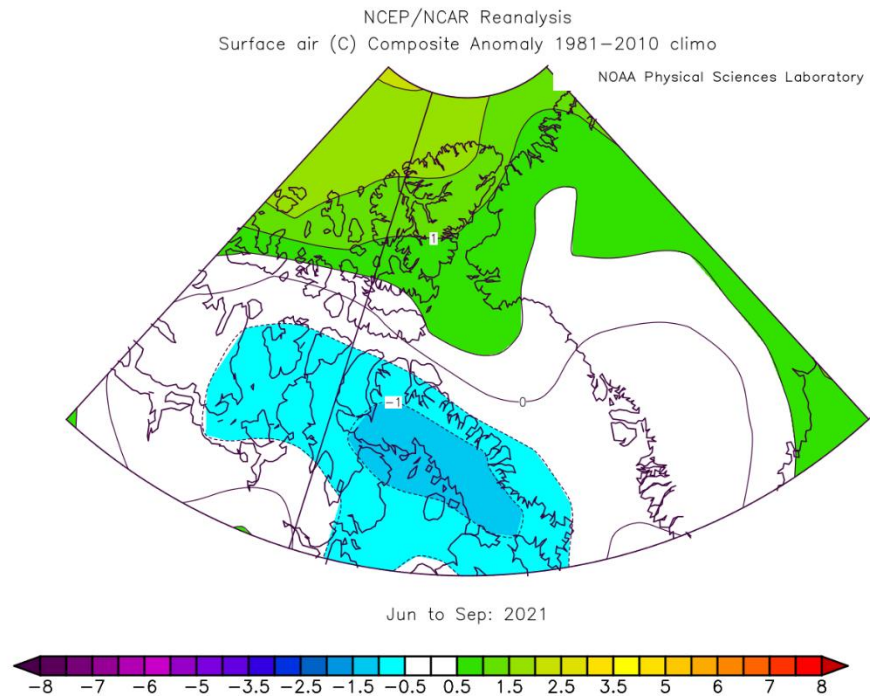 NCEP/NCAR Reanalysis
Surface air (C) Composite Anomaly 1981−2010 climo
NOAA Physical Sciences Laboratory
1
0
−1
Jun to Sep: 2021
−8 −7 −6 −5 −3.5 −2.5 −1.5 −0.5 0.5 1.5 2.5 3.5 5 6 7 8